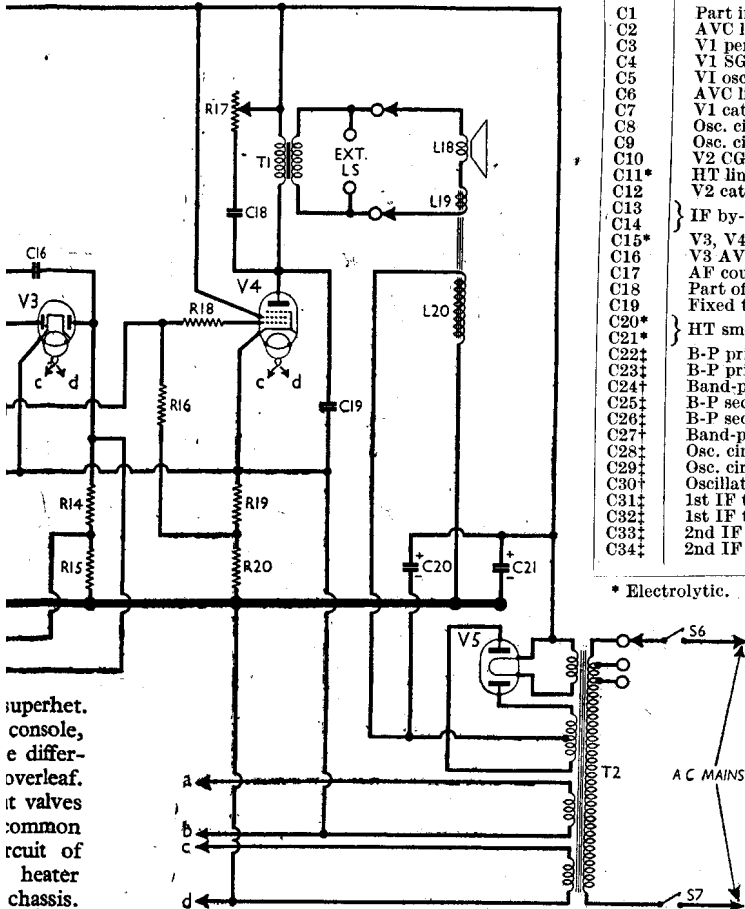 C1 Part i
C2 AVC l
C3 V1 per
C4 V1 SG
C5 VI osc
C6 AVC li
C7 V1 cat
C8 Osc. ci
C9 Osc. ci
C10 V2 CG
C11* HT lin
C12 V2 cat
C13
C14 } IF by-
C15* V3, V4
C16 V3 AV
C17 AF cou
C18 Part of
C19 Fixed t
C20*
C21* } HT sm
C22‡ B-P pri
C23‡ B-P pri
C24† Band-p
C25‡ B-P sec
C26‡ B-P sec
C27† Band-p
C28‡ Osc. cir
C29‡ Osc. cir
C30† Oscillat
C31‡ 1st IF t
C32‡ 1st IF t
C33‡ 2nd IF
C34‡ 2nd IF
* Electrolytic.
R17
T1
EXT.
LS
L18
L19
C18
C16
V3
V4
R18
L20
c d
c d
R16
C19
R14
R19
R15
R20
+ C20 -
+ C21 -
V5
S6
T2
A C MAINS
S7
a
b
c
d
superhet.
console,
e differ-
overleaf.
t valves
common
rcuit of
heater
chassis.